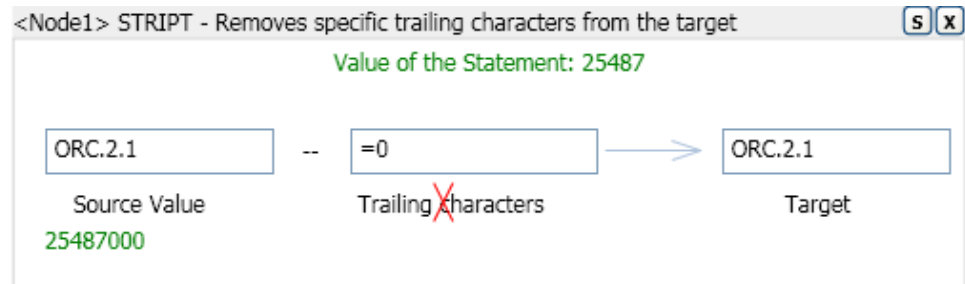 <Node1> STRIPT - Removes specific trailing characters from the target S X
Value of the Statement: 25487
ORC.2.1 -- =0 ORC.2.1
Source Value Trailing characters Target
25487000